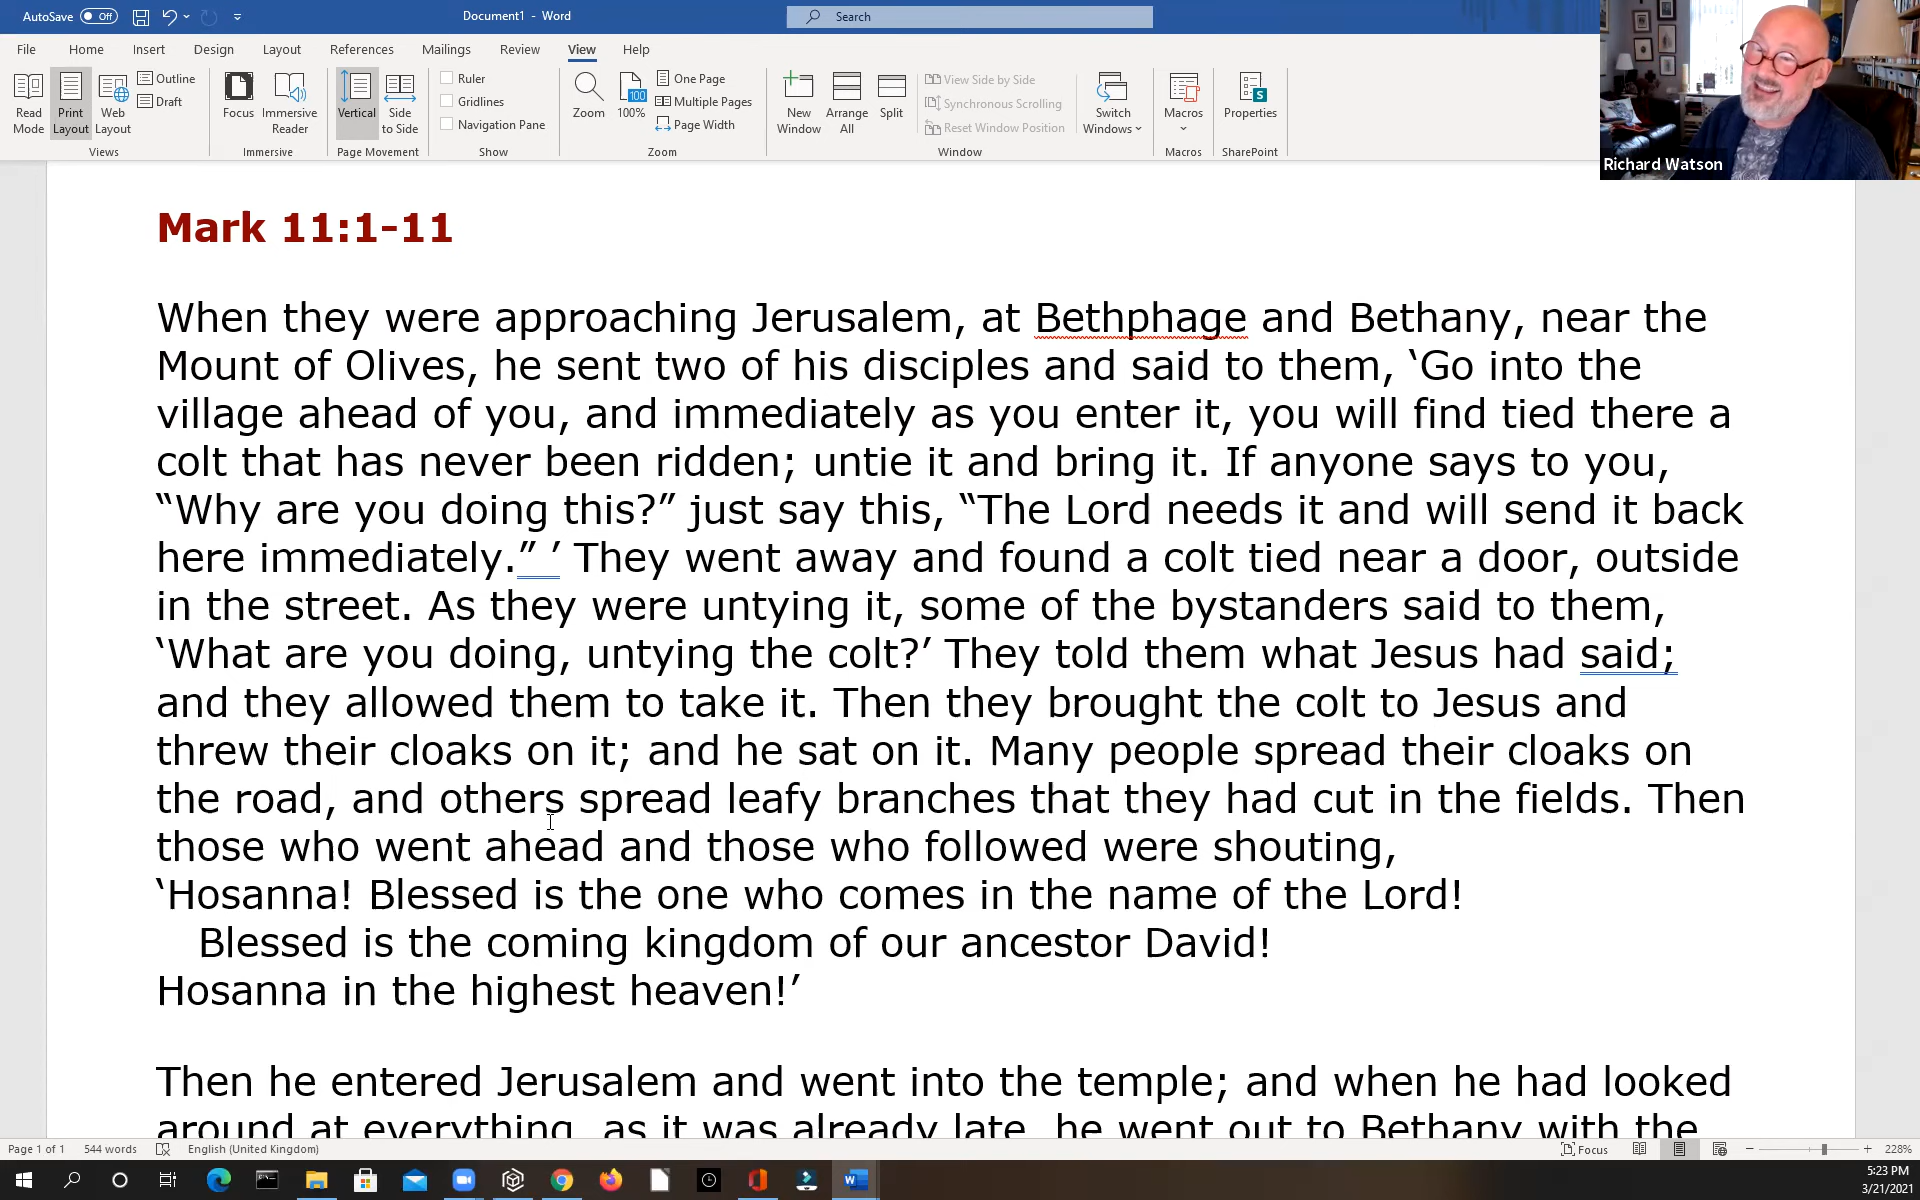 AutoSave Off Document1 - Word Search
File Home Insert Design Layout References Mailings Review View Help
Read Mode
Print Layout
Web Layout
Outline
Draft
Views
Focus
Immersive Reader
Immersive
Vertical
Side to Side
Page Movement
Ruler
Gridlines
Navigation Pane
Show
Zoom
100
100%
One Page
Multiple Pages
Page Width
Zoom
New Window
Arrange All
Split
View Side by Side
Synchronous Scrolling
Reset Window Position
Switch Windows
Window
Macros
Macros
Properties
SharePoint
Richard Watson
Mark 11:1-11
When they were approaching Jerusalem, at Bethphage and Bethany, near the
Mount of Olives, he sent two of his disciples and said to them, ‘Go into the
village ahead of you, and immediately as you enter it, you will find tied there a
colt that has never been ridden; untie it and bring it. If anyone says to you,
“Why are you doing this?” just say this, “The Lord needs it and will send it back
here immediately.” ’ They went away and found a colt tied near a door, outside
in the street. As they were untying it, some of the bystanders said to them,
‘What are you doing, untying the colt?’ They told them what Jesus had said;
and they allowed them to take it. Then they brought the colt to Jesus and
threw their cloaks on it; and he sat on it. Many people spread their cloaks on
the road, and others spread leafy branches that they had cut in the fields. Then
those who went ahead and those who followed were shouting,
‘Hosanna! Blessed is the one who comes in the name of the Lord!
Blessed is the coming kingdom of our ancestor David!
Hosanna in the highest heaven!’
Then he entered Jerusalem and went into the temple; and when he had looked
around at everything, as it was already late, he went out to Bethany with the
Page 1 of 1 544 words English (United Kingdom) Focus 228%
5:23 PM
3/21/2021